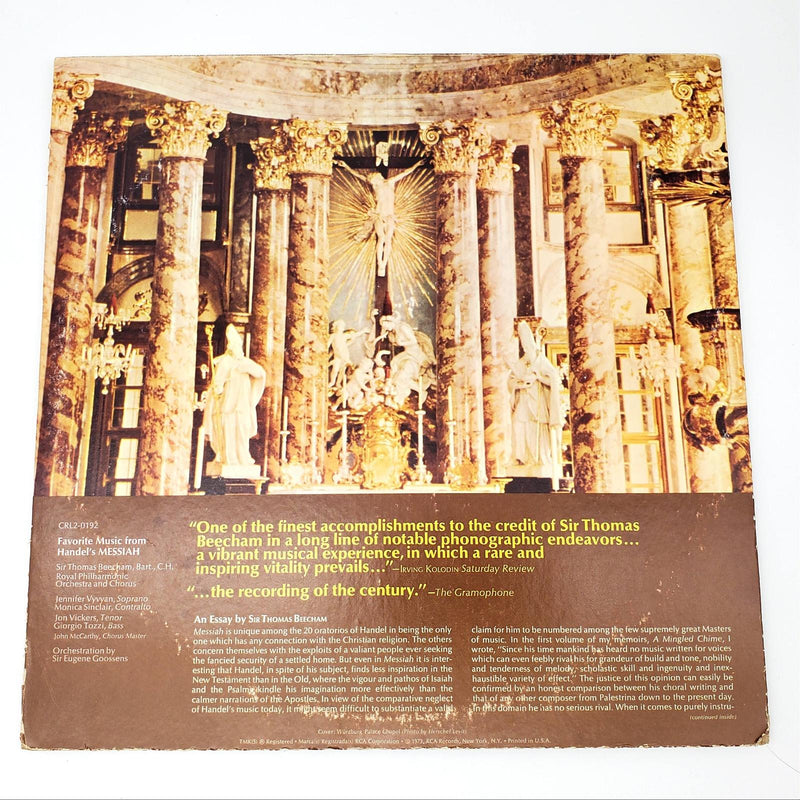 CRL2-0192
Favorite Music from
Handel's MESSIAH
Sir Thomas Beecham, Bart., C.H.
Royal Philharmonic
Orchestra and Chorus
Jennifer Vyvyan, Soprano
Monica Sinclair, Contralto
Jon Vickers, Tenor
Giorgio Tozzi, Bass
John McCarthy, Chorus Master
Orchestration by
Sir Eugene Goossens
“One of the finest accomplishments to the credit of Sir Thomas
Beecham in a long line of notable phonographic endeavors...
a vibrant musical experience, in which a rare and
inspiring vitality prevails...”—Irving Kolodin Saturday Review
“...the recording of the century.”—The Gramophone
An Essay by Sir Thomas Beecham
Messiah is unique among the 20 oratorios of Handel in being the only
one which has any connection with the Christian religion. The others
concern themselves with the exploits of a valiant people ever seeking
the fancied security of a settled home. But even in Messiah it is inter-
esting that Handel, in spite of his subject, finds less inspiration in the
New Testament than in the Old, where the vigour and pathos of Isaiah
and the Psalms kindle his imagination more effectively than the
calmer narrations of the Apostles. In view of the comparative neglect
of Handel's music today, it might seem difficult to substantiate a valid
claim for him to be numbered among the few supremely great Masters
of music. In the first volume of my memoirs, A Mingled Chime, I
wrote, “Since his time mankind has heard no music written for voices
which can even feebly rival his for grandeur of build and tone, nobility
and tenderness of melody, scholastic skill and ingenuity and inex-
haustible variety of effect.” The justice of this opinion can easily be
confirmed by an honest comparison between his choral writing and
that of any other composer from Palestrina down to the present day.
In this domain he has no serious rival. When it comes to purely instru-
(continued inside)
Cover: Würzburg Palace Chapel (Photo by Herschel Levit)
TMK(S) ® Registered • Marca(s) Registrada(s) RCA Corporation • © 1973, RCA Records, New York, N.Y. • Printed in U.S.A.